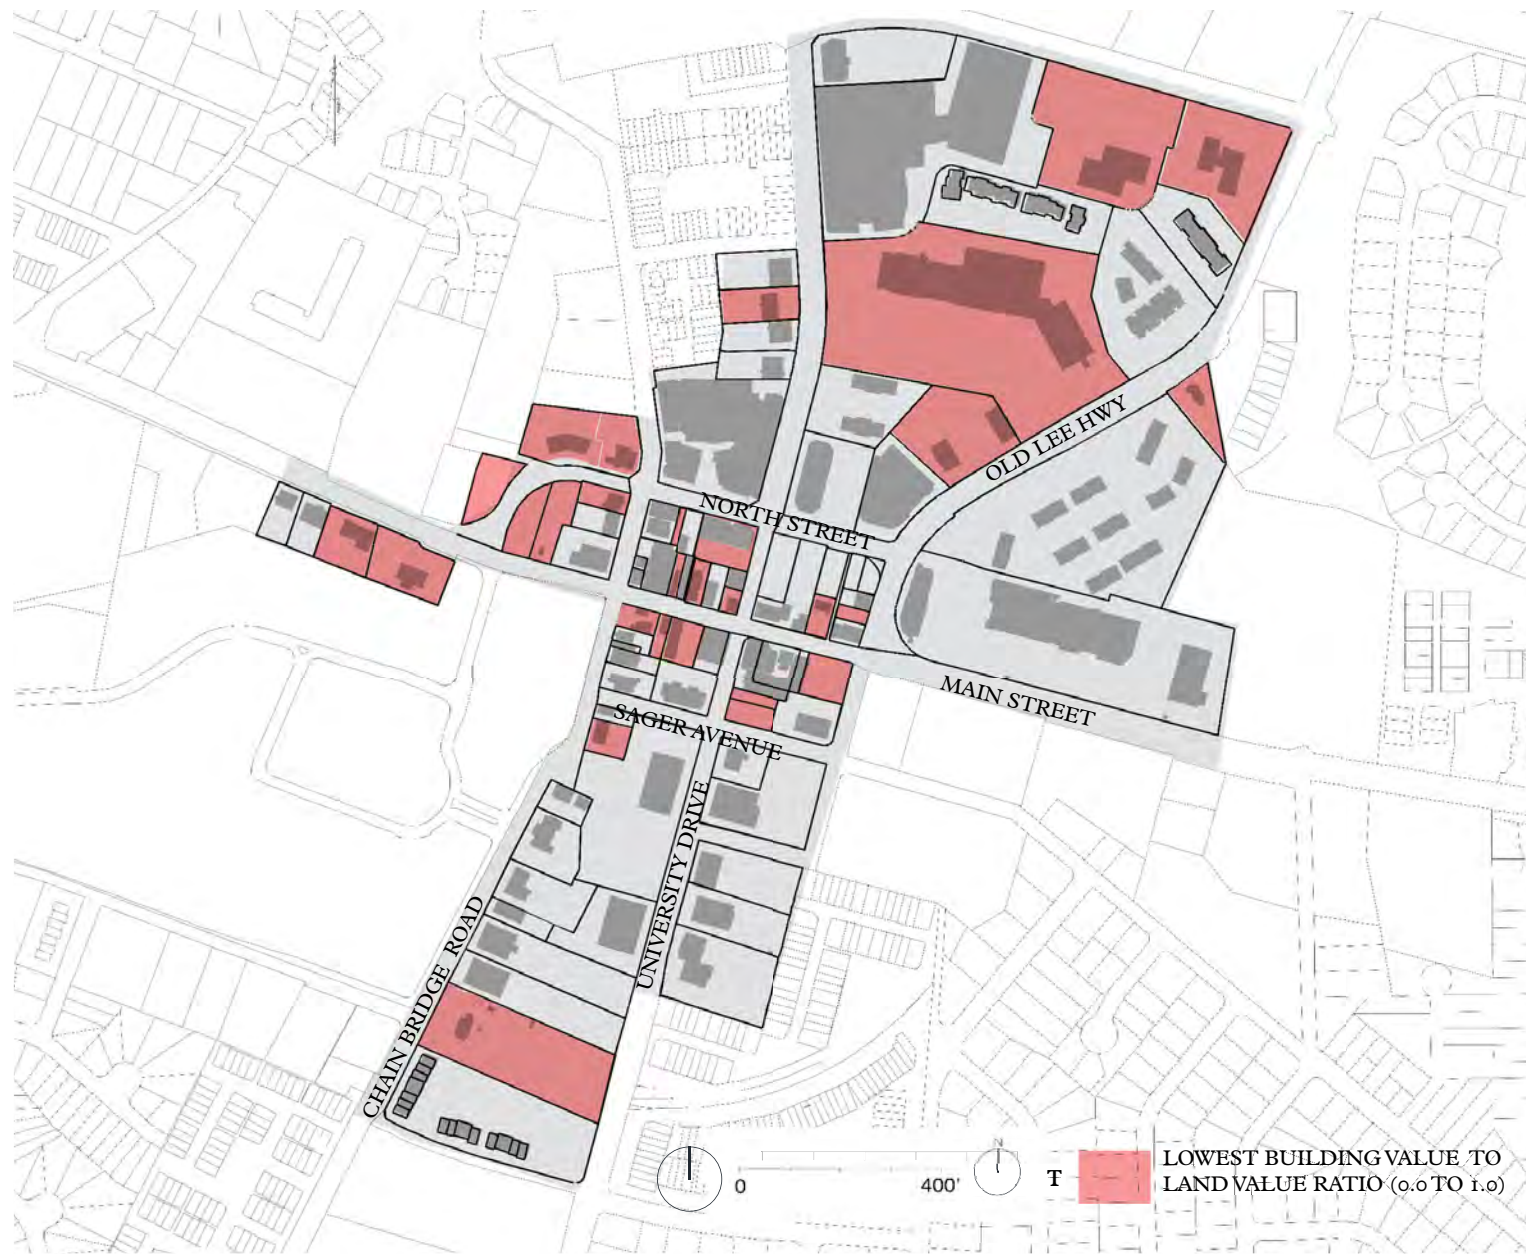 OLD LEE HWY
NORTH STREET
MAIN STREET
SAGER AVENUE
UNIVERSITY DRIVE
CHAIN BRIDGE ROAD
N
0
400'
T
LOWEST BUILDING VALUE TO
LAND VALUE RATIO (0.0 TO 1.0)